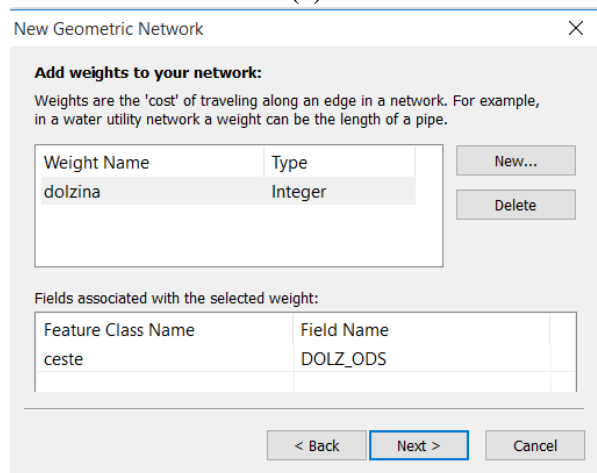 New Geometric Network
Add weights to your network:
Weights are the 'cost' of traveling along an edge in a network. For example,
in a water utility network a weight can be the length of a pipe.
Weight Name Type
dolzina Integer
New...
Delete
Fields associated with the selected weight:
Feature Class Name Field Name
ceste DOLZ_ODS
< Back Next > Cancel